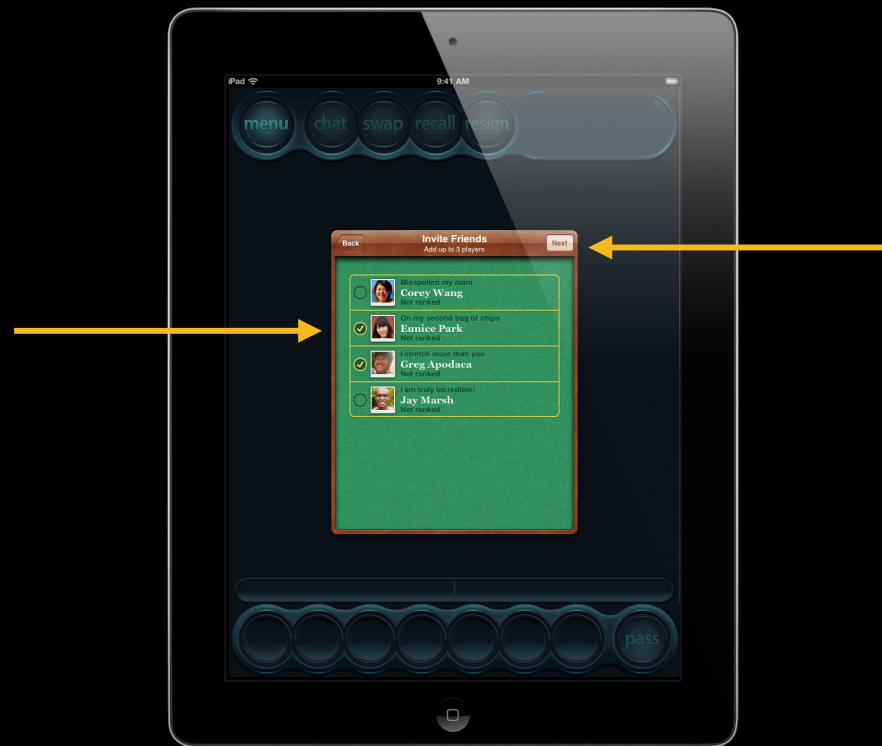 iPad 9:41 AM
menu chat swap recall resign
Back Invite Friends Next
Add up to 3 players
Misspelled my naim
Corey Wang
Not ranked
On my second bag of chips
Eunice Park
Not ranked
I stretch more than you
Greg Apodaca
Not ranked
I am truly incredible!
Jay Marsh
Not ranked
pass